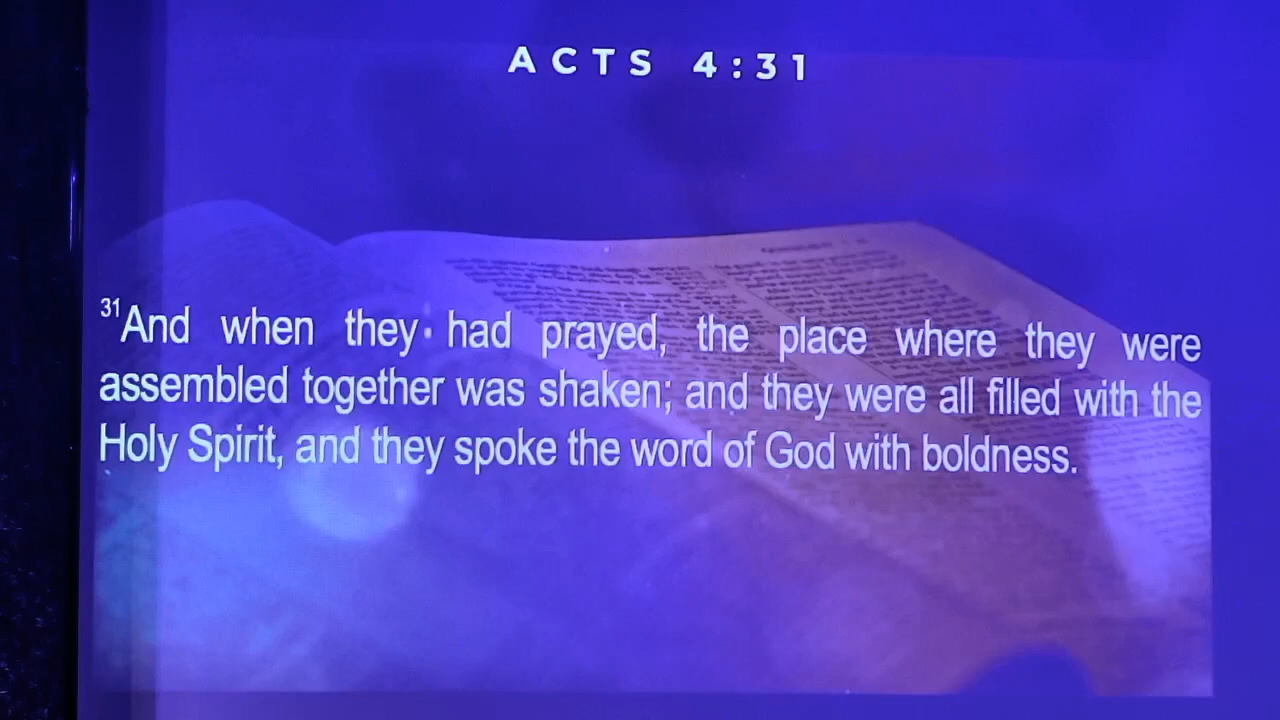 ACTS 4:31
31And when they had prayed, the place where they were
assembled together was shaken; and they were all filled with the
Holy Spirit, and they spoke the word of God with boldness.